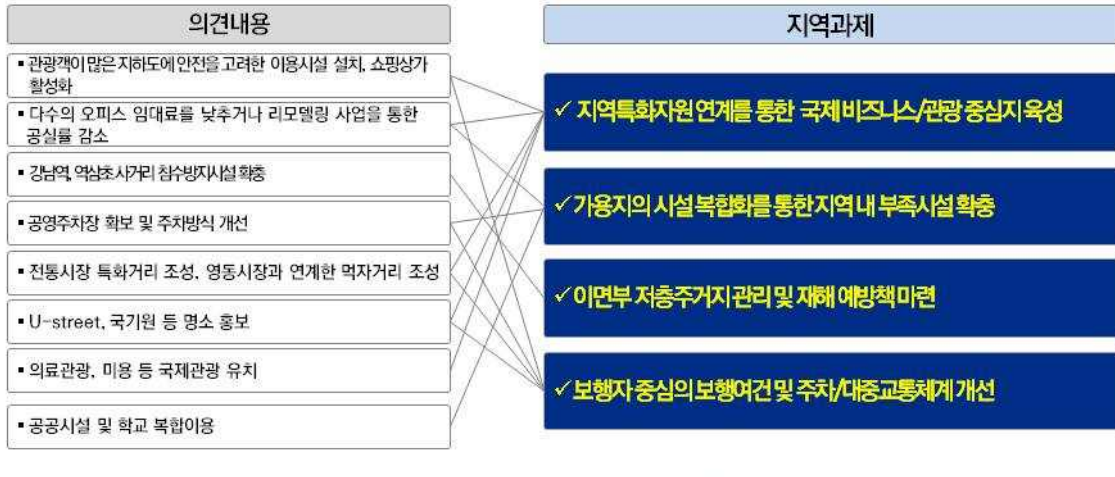 의견내용
▪ 관광객이 많은 지하도에 안전을 고려한 이용시설 설치, 쇼핑상가
활성화
▪ 다수의 오피스 임대료를 낮추거나 리모델링 사업을 통한
공실률 감소
▪ 강남역, 역삼초 사거리 침수방지시설 확충
▪ 공영주차장 확보 및 주차방식 개선
▪ 전통시장 특화거리 조성, 영동시장과 연계한 먹자거리 조성
▪ U-street, 국기원 등 명소 홍보
▪ 의료관광, 미용 등 국제관광 유치
▪ 공공시설 및 학교 복합이용
지역과제
✓ 지역특화자원 연계를 통한 국제 비즈니스/관광 중심지 육성
✓ 가용지의 시설 복합화를 통한 지역 내 부족시설 확충
✓ 이면부 저층주거지 관리 및 재해 예방책 마련
✓ 보행자 중심의 보행여건 및 주차/대중교통체계 개선